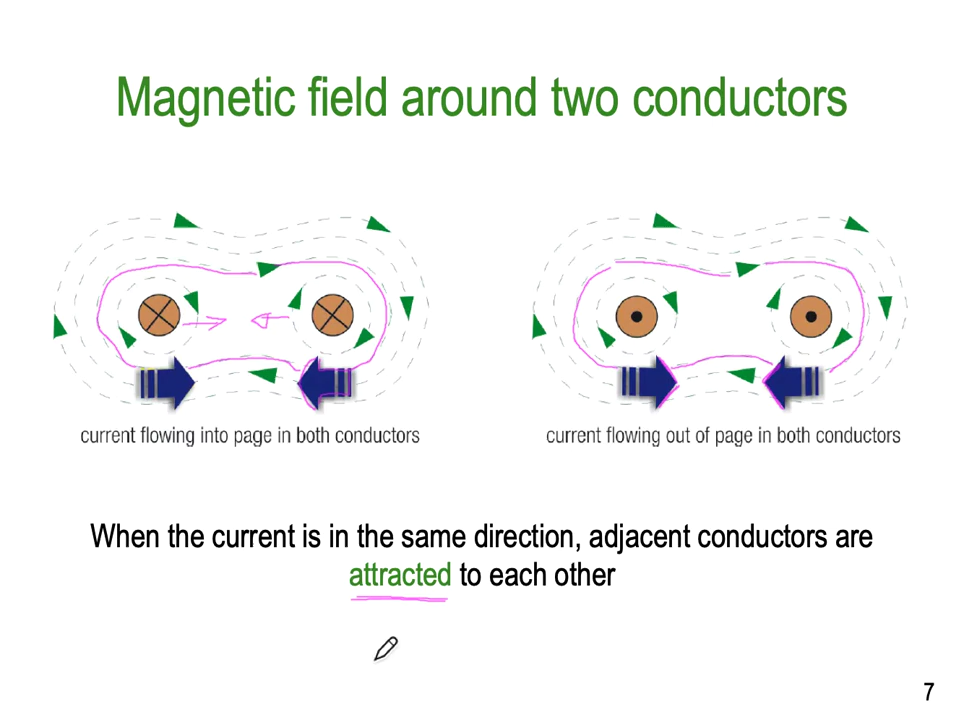 Magnetic field around two conductors
current flowing into page in both conductors
current flowing out of page in both conductors
When the current is in the same direction, adjacent conductors are
attracted to each other
7